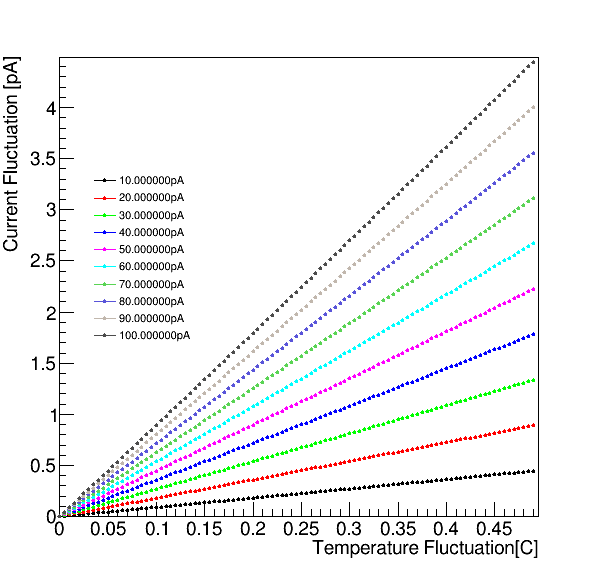 Current Fluctuation [pA]
4
3.5
3
2.5
2
1.5
1
0.5
0
10.000000pA
20.000000pA
30.000000pA
40.000000pA
50.000000pA
60.000000pA
70.000000pA
80.000000pA
90.000000pA
100.000000pA
0 0.05 0.1 0.15 0.2 0.25 0.3 0.35 0.4 0.45
Temperature Fluctuation[C]